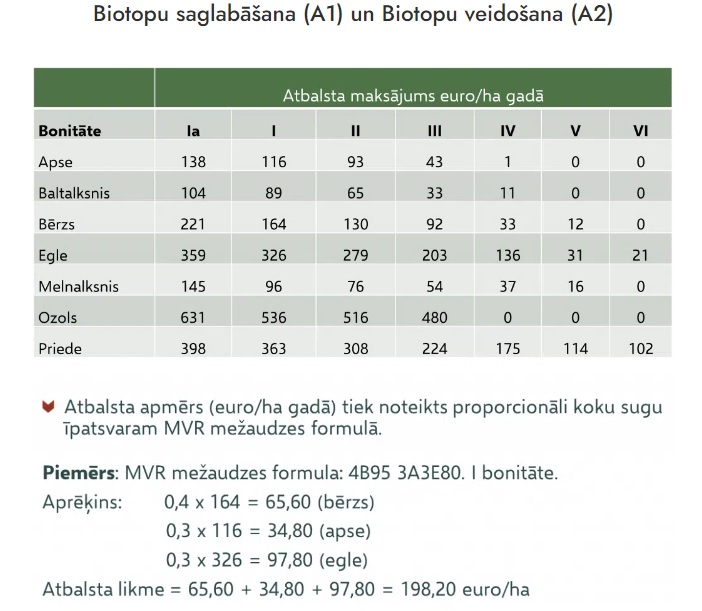 Biotopu saglabāšana (A1) un Biotopu veidošana (A2)
Atbalsta maksājums euro/ha gadā
Bonitāte Ia I II III IV V VI
Apse 138 116 93 43 1 0 0
Baltalksnis 104 89 65 33 11 0 0
Bērzs 221 164 130 92 33 12 0
Egle 359 326 279 203 136 31 21
Melnalksnis 145 96 76 54 37 16 0
Ozols 631 536 516 480 0 0 0
Priede 398 363 308 224 175 114 102
Atbalsta apmērs (euro/ha gadā) tiek noteikts proporcionāli koku sugu
īpatsvaram MVR mežaudzes formulā.
Piemērs: MVR mežaudzes formula: 4B95 3A3E80. I bonitāte.
Aprēķins: 0,4 x 164 = 65,60 (bērzs)
0,3 x 116 = 34,80 (apse)
0,3 x 326 = 97,80 (egle)
Atbalsta likme = 65,60 + 34,80 + 97,80 = 198,20 euro/ha